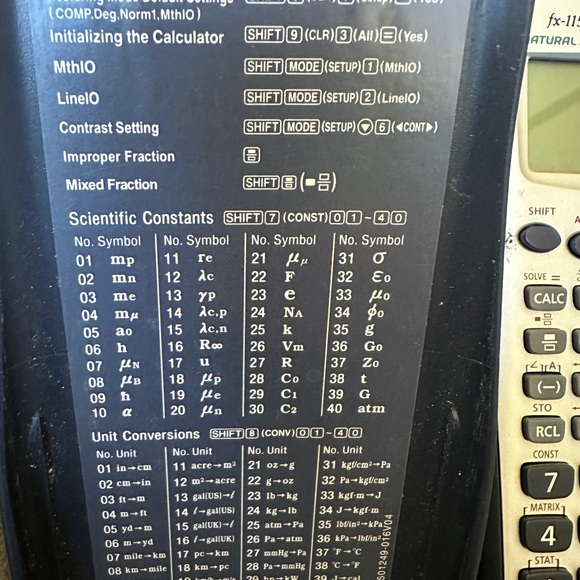 (COMP,Deg,Norm1,MthIO)
Initializing the Calculator SHIFT 9 (CLR) 3 (All) = (Yes)
MthIO SHIFT MODE (SETUP) 1 (MthIO)
LineIO SHIFT MODE (SETUP) 2 (LineIO)
Contrast Setting SHIFT MODE (SETUP) ▼ 6 (◄CONT►)
Improper Fraction
Mixed Fraction SHIFT
Scientific Constants SHIFT 7 (CONST) 0 1 ~ 4 0
No. Symbol No. Symbol No. Symbol No. Symbol
01 mp 11 re 21 μμ 31 σ
02 mn 12 λc 22 F 32 ε0
03 me 13 γp 23 e 33 μ0
04 mμ 14 λc,p 24 NA 34 ϕ0
05 a0 15 λc,n 25 k 35 g
06 h 16 R∞ 26 Vm 36 G0
07 μN 17 u 27 R 37 Z0
08 μB 18 μp 28 C0 38 t
09 ħ 19 μe 29 C1 39 G
10 α 20 μn 30 C2 40 atm
Unit Conversions SHIFT 8 (CONV) 0 1 ~ 4 0
No. Unit No. Unit No. Unit No. Unit
01 in→cm 11 acre→m² 21 oz→g 31 kgf/cm²→Pa
02 cm→in 12 m²→acre 22 g→oz 32 Pa→kgf/cm²
03 ft→m 13 gal(US)→ℓ 23 lb→kg 33 kgf·m→J
04 m→ft 14 ℓ→gal(US) 24 kg→lb 34 J→kgf·m
05 yd→m 15 gal(UK)→ℓ 25 atm→Pa 35 lbf/in²→kPa
06 m→yd 16 ℓ→gal(UK) 26 Pa→atm 36 kPa→lbf/in²
07 mile→km 17 pc→km 27 mmHg→Pa 37 °F→°C
08 km→mile 18 km→pc 28 Pa→mmHg 38 °C→°F
29 hp→kW 39 J→cal
501249-016V04
fx-115
ATURAL
SHIFT
SOLVE =
CALC
(−)
STO
RCL
CONST
7
[MATRIX]
4
[STAT]